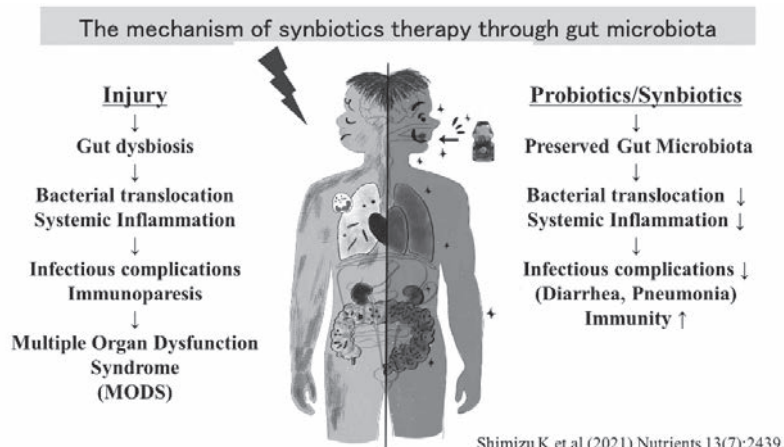 The mechanism of synbiotics therapy through gut microbiota
Injury
↓
Gut dysbiosis
↓
Bacterial translocation
Systemic Inflammation
↓
Infectious complications
Immunoparesis
↓
Multiple Organ Dysfunction
Syndrome
(MODS)
Probiotics/Synbiotics
↓
Preserved Gut Microbiota
↓
Bacterial translocation ↓
Systemic Inflammation ↓
↓
Infectious complications ↓
(Diarrhea, Pneumonia)
Immunity ↑
Shimizu K, et al (2021) Nutrients 13(7):2439